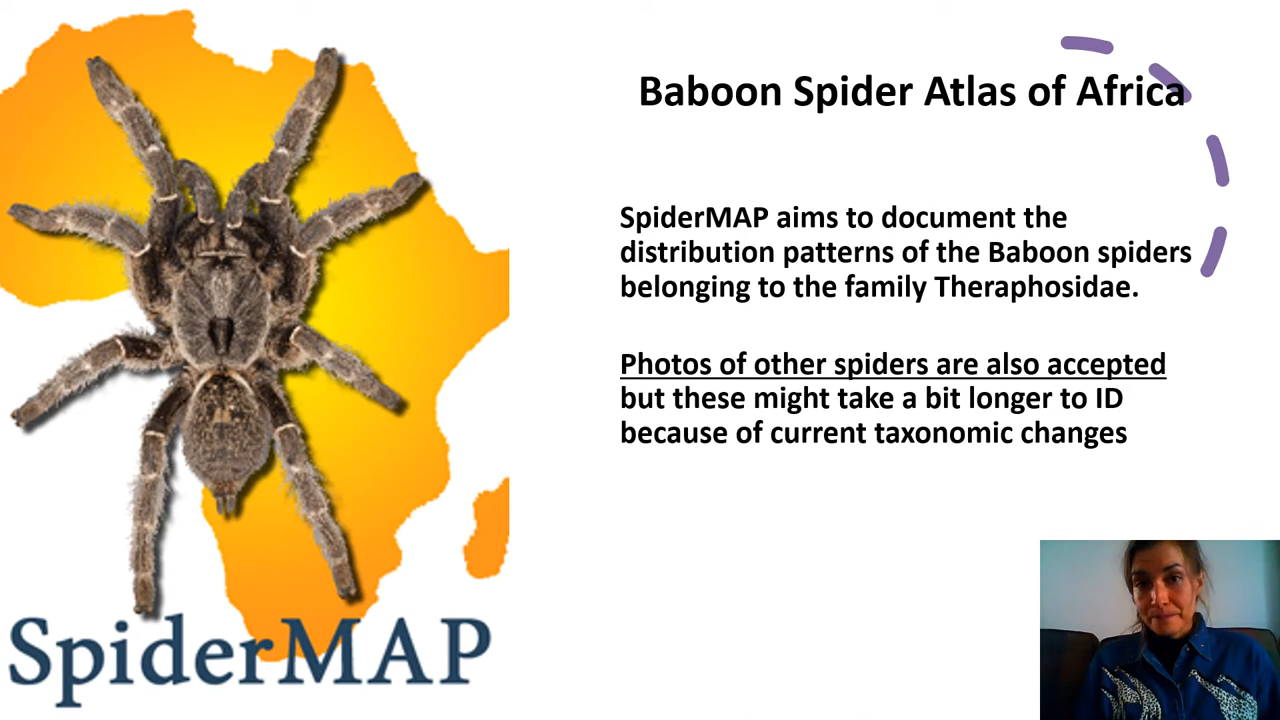 Baboon Spider Atlas of Africa
SpiderMAP aims to document the
distribution patterns of the Baboon spiders
belonging to the family Theraphosidae.
Photos of other spiders are also accepted
but these might take a bit longer to ID
because of current taxonomic changes
SpiderMAP